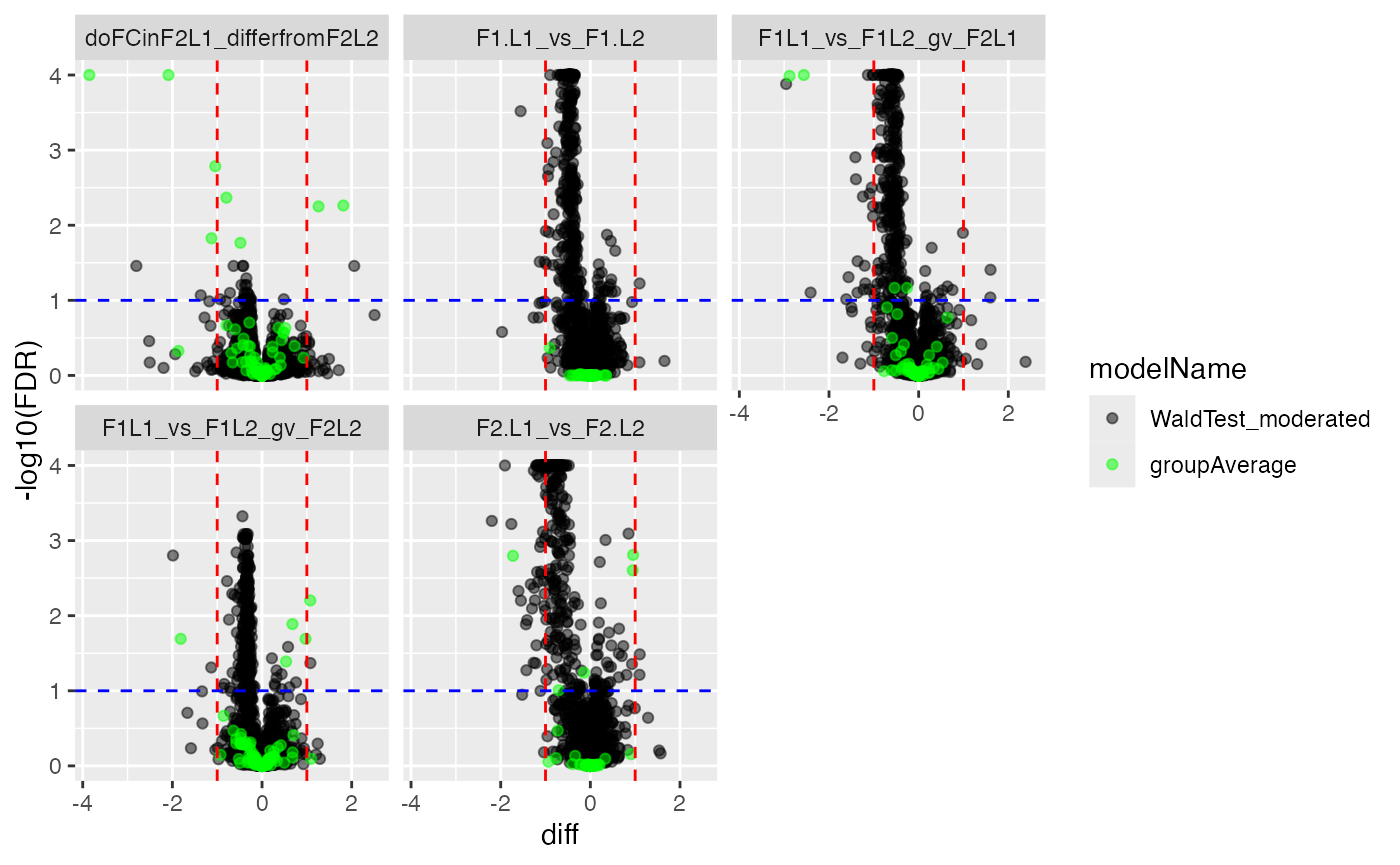 doFCinF2L1_differfromF2L2 F1.L1_vs_F1.L2 F1L1_vs_F1L2_gv_F2L1
4
3
2
1
0
-4 -2 0 2
F1L1_vs_F1L2_gv_F2L2 F2.L1_vs_F2.L2
4
3
2
1
0
-4 -2 0 2 -4 -2 0 2
diff
-log10(FDR)
modelName
WaldTest_moderated
groupAverage